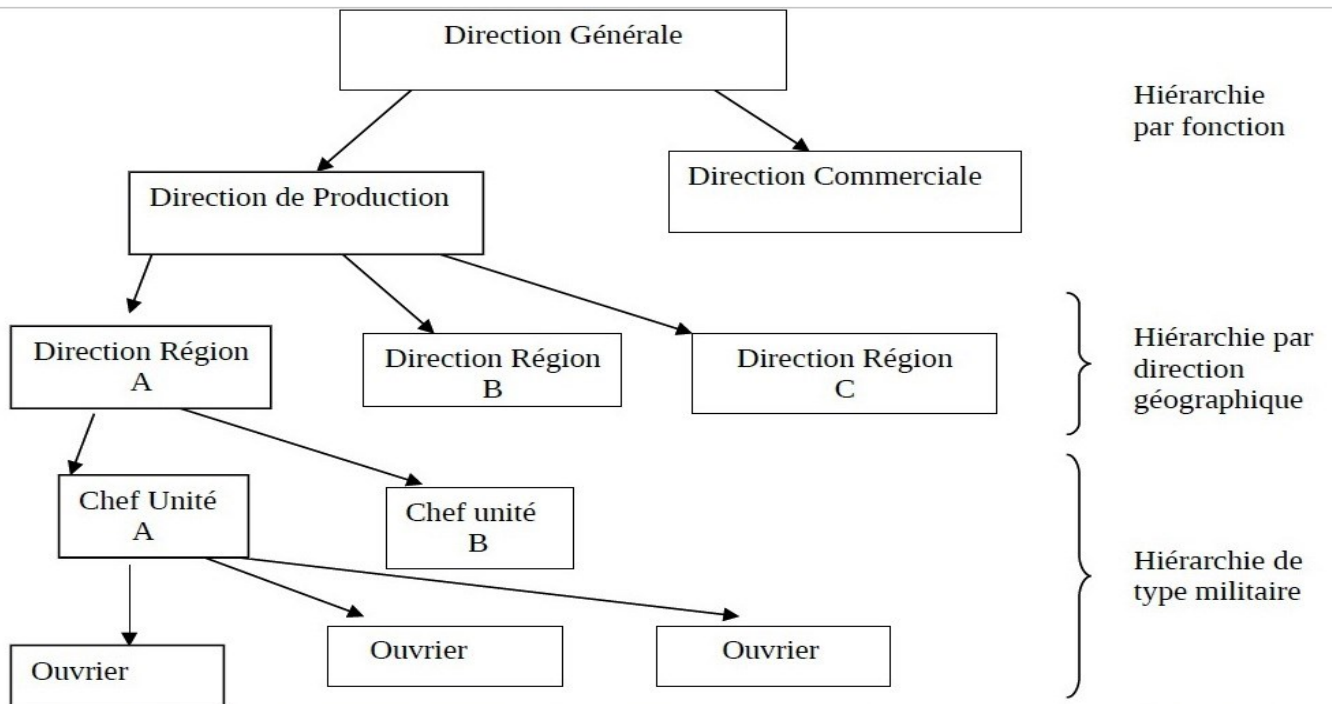 Direction Générale
Hiérarchie
par fonction
Direction de Production
Direction Commerciale
Direction Région
A
Direction Région
B
Direction Région
C
Hiérarchie par
direction
géographique
Chef Unité
A
Chef unité
B
Hiérarchie de
type militaire
Ouvrier
Ouvrier
Ouvrier